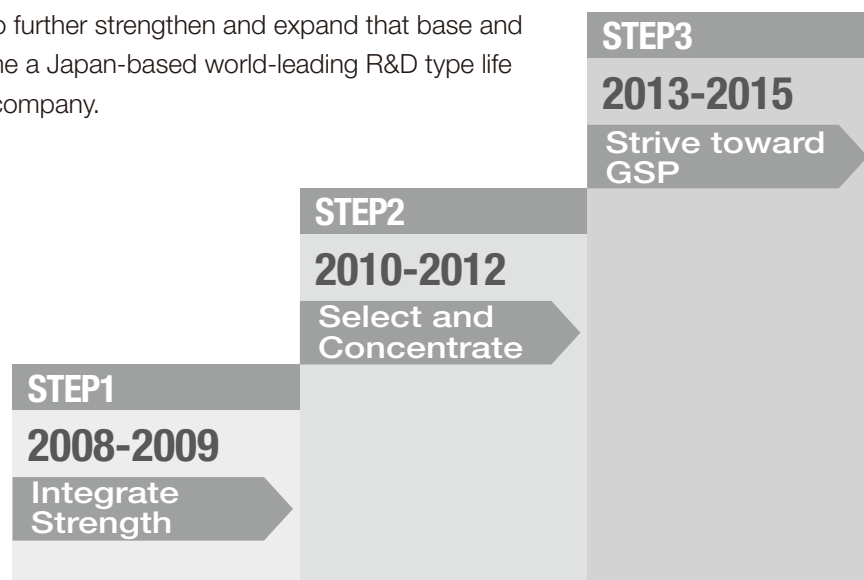 further strengthen and expand that base and
a Japan-based world-leading R&D type life
company.
STEP3
2013-2015
Strive toward
GSP
STEP2
2010-2012
Select and
Concentrate
STEP1
2008-2009
Integrate
Strength